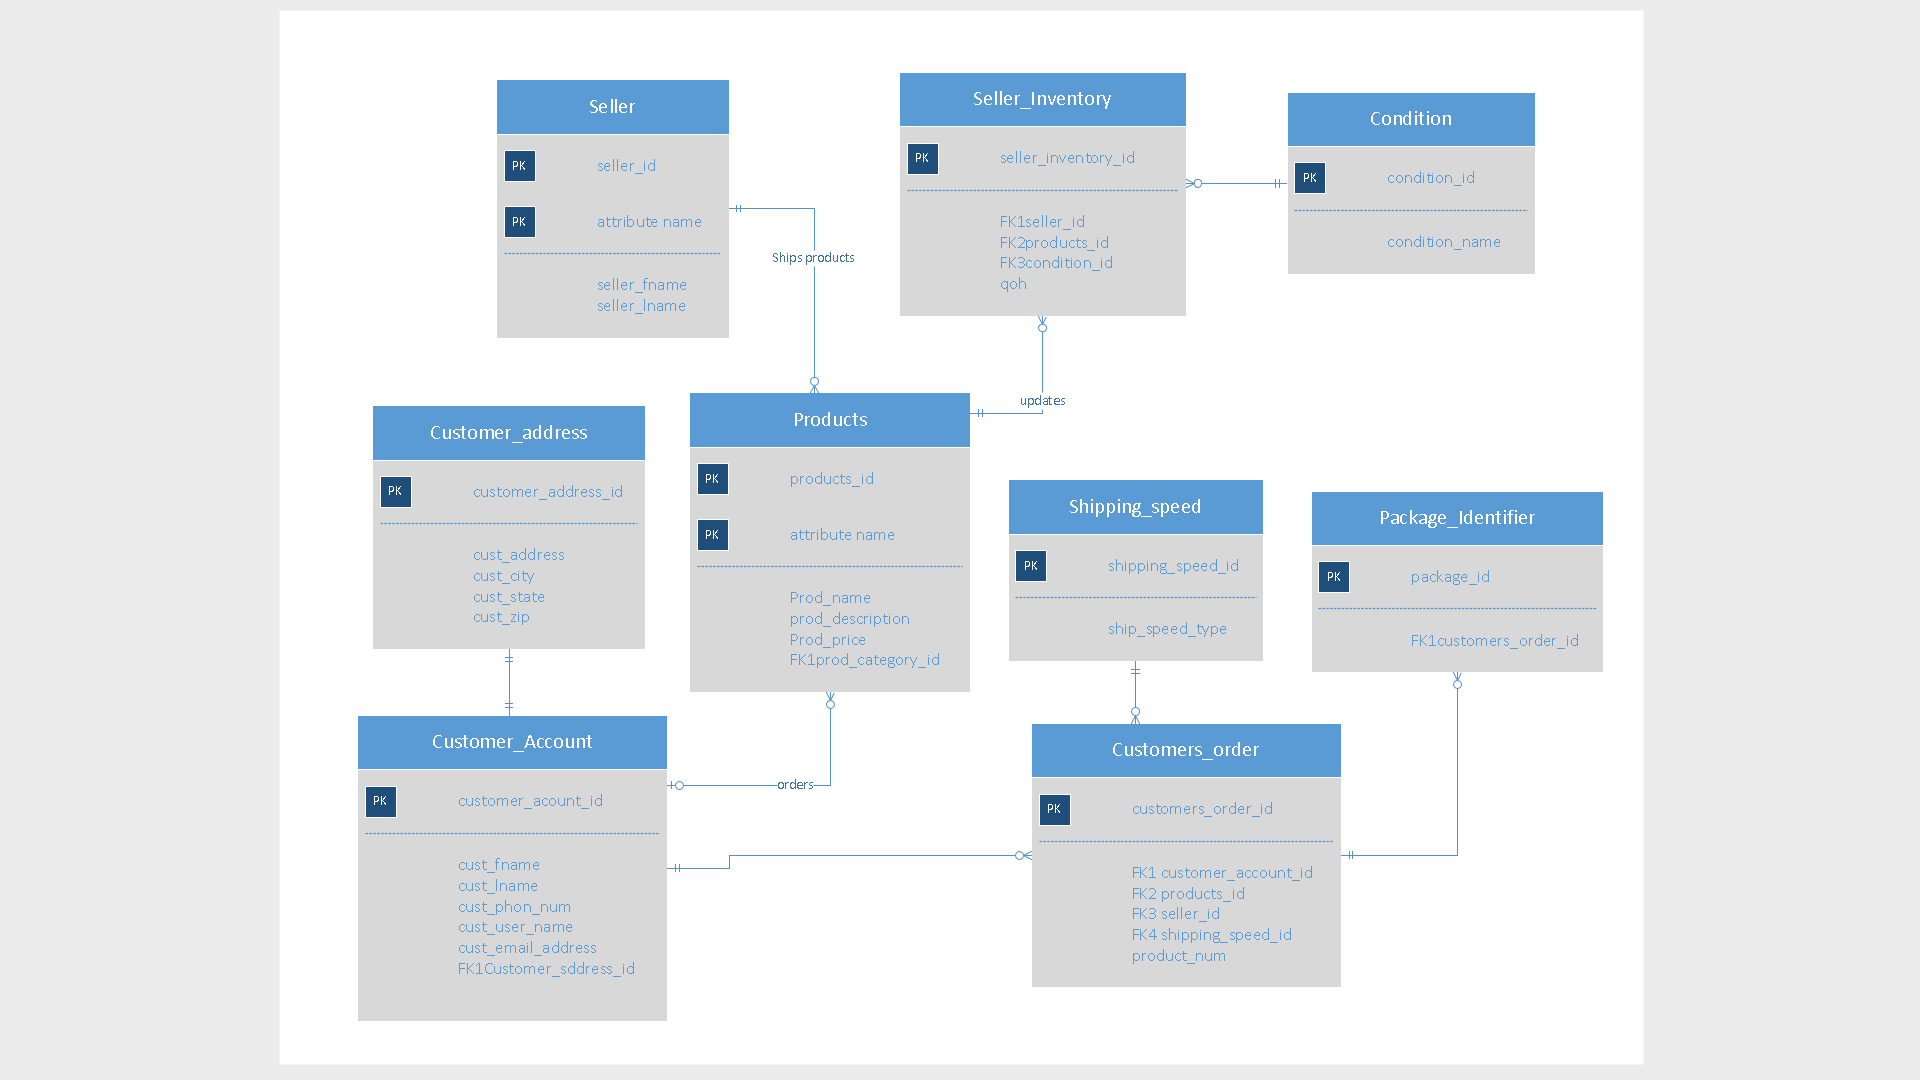 Seller
PK seller_id
PK attribute name
seller_fname
seller_lname
Seller_Inventory
PK seller_inventory_id
FK1seller_id
FK2products_id
FK3condition_id
qoh
Condition
PK condition_id
condition_name
Ships products
updates
Customer_address
PK customer_address_id
cust_address
cust_city
cust_state
cust_zip
Products
PK products_id
PK attribute name
Prod_name
prod_description
Prod_price
FK1prod_category_id
Shipping_speed
PK shipping_speed_id
ship_speed_type
Package_Identifier
PK package_id
FK1customers_order_id
Customer_Account
PK customer_acount_id
cust_fname
cust_lname
cust_phon_num
cust_user_name
cust_email_address
FK1Customer_sddress_id
orders
Customers_order
PK customers_order_id
FK1 customer_account_id
FK2 products_id
FK3 seller_id
FK4 shipping_speed_id
product_num